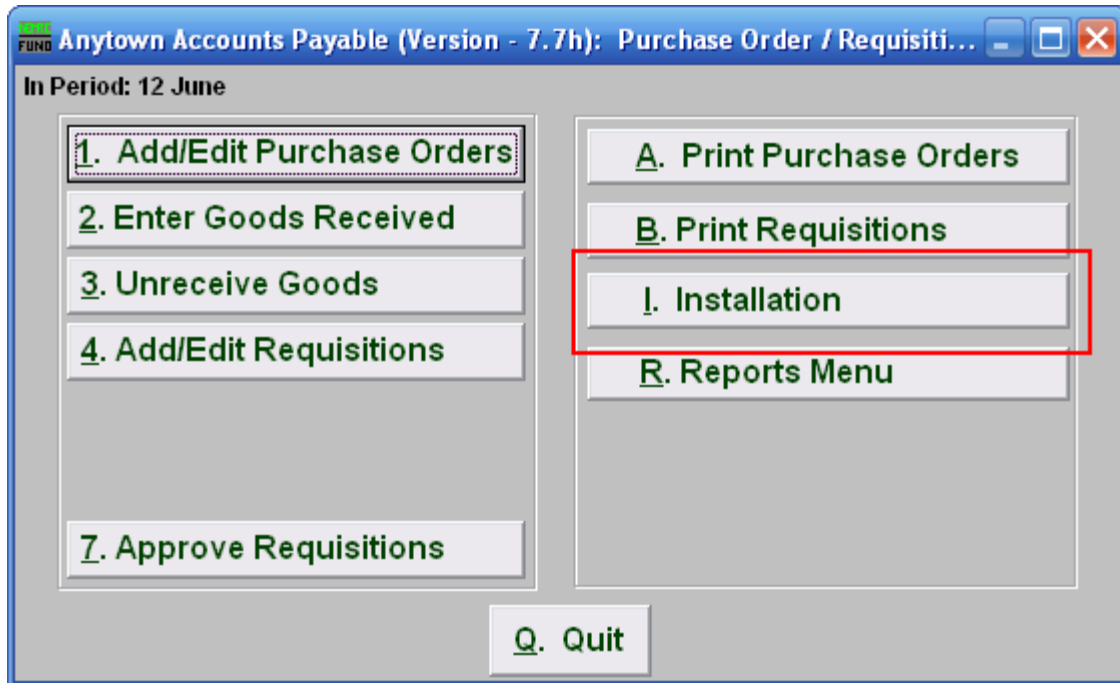 FUND Anytown Accounts Payable (Version - 7.7h): Purchase Order / Requisiti...
In Period: 12 June
1. Add/Edit Purchase Orders
2. Enter Goods Received
3. Unreceive Goods
4. Add/Edit Requisitions
7. Approve Requisitions
A. Print Purchase Orders
B. Print Requisitions
I. Installation
R. Reports Menu
Q. Quit